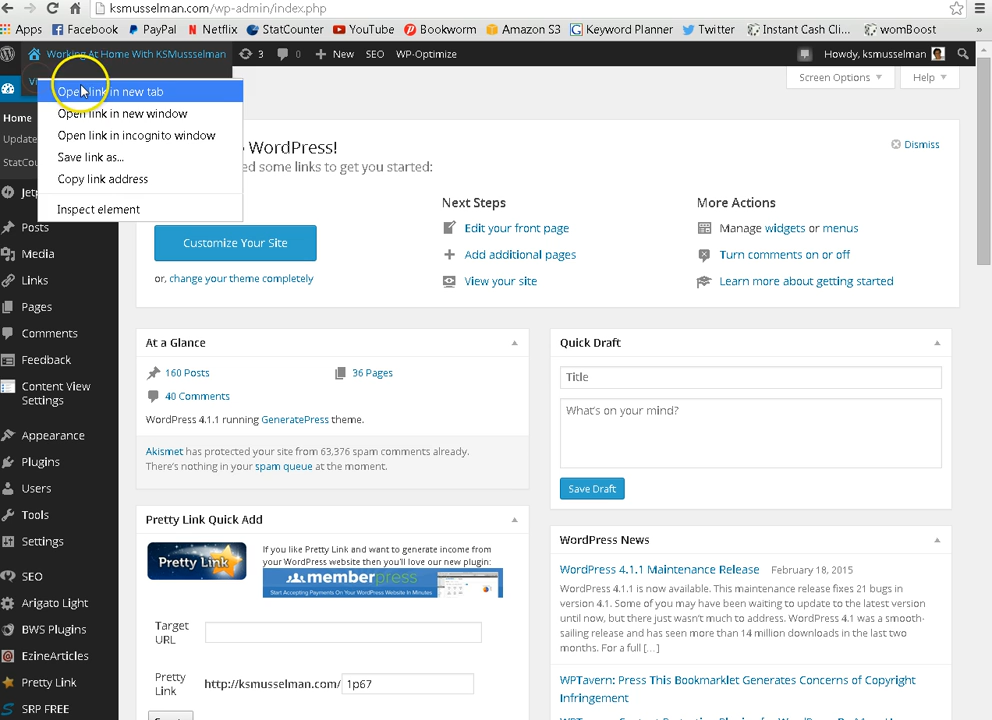 ksmusselman.com/wp-admin/index.php
Apps Facebook PayPal Netflix StatCounter YouTube Bookworm Amazon S3 Keyword Planner Twitter Instant Cash Cli... womBoost
Working At Home With KSMusselman 3 0 New SEO WP-Optimize Howdy, ksmusselman
Screen Options Help
Open link in new tab
Open link in new window
Open link in incognito window
Save link as...
Copy link address
Inspect element
Home
Update
StatCou
Jetp
Posts
Media
Links
Pages
Comments
Feedback
Content View
Settings
Appearance
Plugins
Users
Tools
Settings
SEO
Arigato Light
BWS Plugins
EzineArticles
Pretty Link
SRP FREE
WordPress!
ed some links to get you started:
Dismiss
Customize Your Site
or, change your theme completely
Next Steps
Edit your front page
Add additional pages
View your site
More Actions
Manage widgets or menus
Turn comments on or off
Learn more about getting started
At a Glance
160 Posts 36 Pages
40 Comments
WordPress 4.1.1 running GeneratePress theme.
Akismet has protected your site from 63,376 spam comments already.
There's nothing in your spam queue at the moment.
Pretty Link Quick Add
Pretty Link
If you like Pretty Link and want to generate income from
your WordPress website then you'll love our new plugin:
memberpress
Start Accepting Payments On Your WordPress Website In Minutes
Target
URL
Pretty
Link http://ksmusselman.com/ 1p67
Quick Draft
Title
What's on your mind?
Save Draft
WordPress News
WordPress 4.1.1 Maintenance Release February 18, 2015
WordPress 4.1.1 is now available. This maintenance release fixes 21 bugs in
version 4.1. Some of you may have been waiting to update to the latest version
until now, but there just wasn't much to address. WordPress 4.1 was a smooth-
sailing release and has seen more than 14 million downloads in the last two
months. For a full [...]
WPTavern: Press This Bookmarklet Generates Concerns of Copyright
Infringement